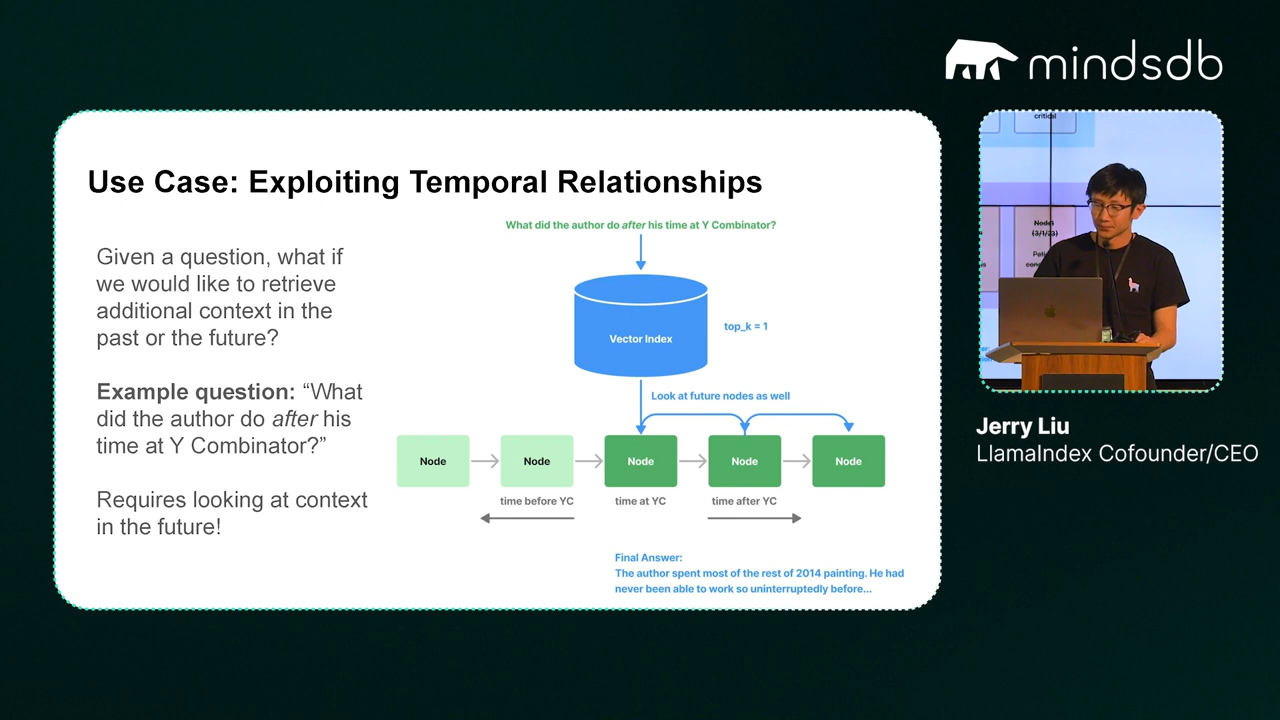 mindsdb
Use Case: Exploiting Temporal Relationships
Given a question, what if
we would like to retrieve
additional context in the
past or the future?
Example question: “What
did the author do after his
time at Y Combinator?”
Requires looking at context
in the future!
What did the author do after his time at Y Combinator?
Vector Index
top_k = 1
Look at future nodes as well
Node
Node
Node
Node
Node
time before YC
time at YC
time after YC
Final Answer:
The author spent most of the rest of 2014 painting. He had
never been able to work so uninterruptedly before...
critical
(3/1/23)
Jerry Liu
LlamaIndex Cofounder/CEO